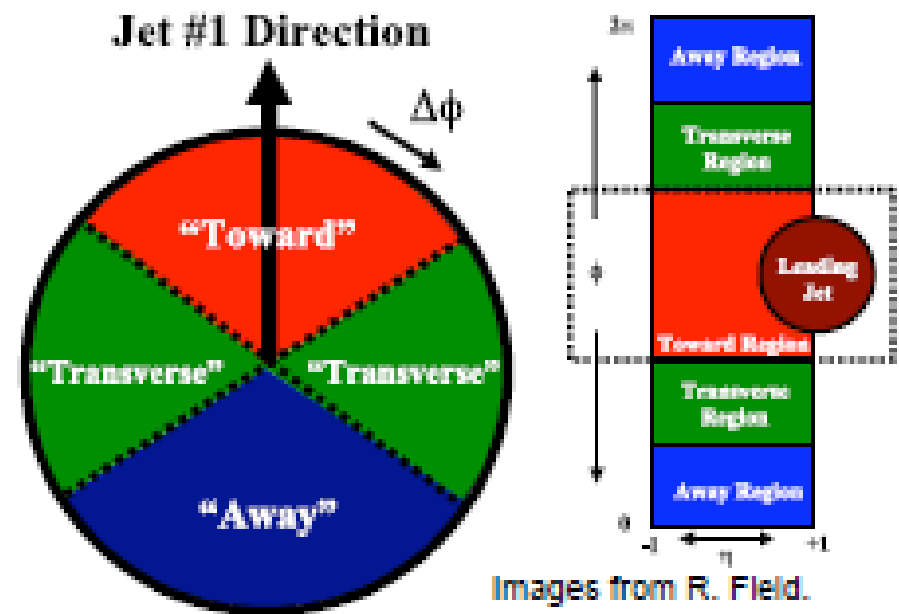 Jet #1 Direction
Δϕ
“Toward”
“Transverse” “Transverse”
“Away”
2π
Away Region
Transverse
Region
ϕ
Leading
Jet
Toward Region
Transverse
Region
Away Region
0
-1 η +1
Images from R. Field.